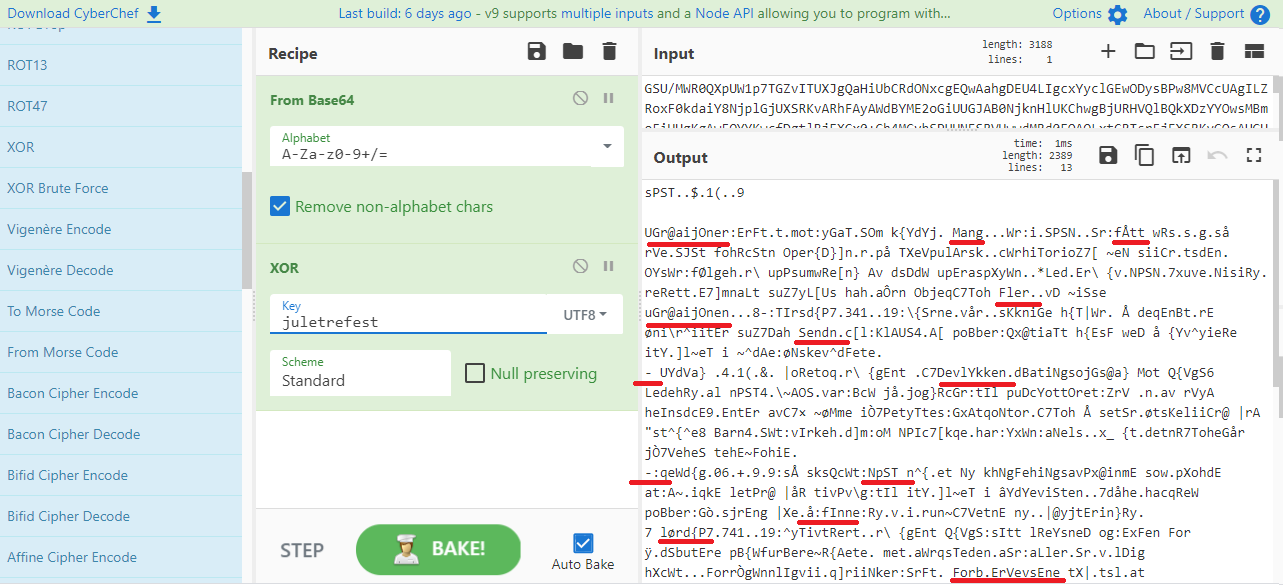 Download CyberChef
Last build: 6 days ago - v9 supports multiple inputs and a Node API allowing you to program with...
Options
About / Support
ROT13
ROT47
XOR
XOR Brute Force
Vigenère Encode
Vigenère Decode
To Morse Code
From Morse Code
Bacon Cipher Encode
Bacon Cipher Decode
Bifid Cipher Encode
Bifid Cipher Decode
Affine Cipher Encode
Recipe
From Base64
Alphabet
A-Za-z0-9+/=
Remove non-alphabet chars
XOR
Key
juletrefest
UTF8
Scheme
Standard
Null preserving
STEP
BAKE!
Auto Bake
Input
length: 3188
lines: 1
GSU/MWR0QXpUW1p7TGZvITUXJgQaHiUbCRdONxcgEQwAahgDEU4LIgcxYyclGEwODysBPw8MVCcUAgILZ
RoxF0kdaiY8NjplGjUXSRKvARhFAyAWdBYME2oGiUUGJAB0NjknHlUKChwgBjURHVQlBQkXDzYYOwsMBm
Output
time: 1ms
length: 2389
lines: 13
sPST..$.1(..9
UGr@aijOner:ErFt.t.mot:yGaT.SOm k{YdYj. Mang...Wr:i.SPSN..Sr:fÅtt wRs.s.g.så
rVe.SJSt fohRcStn Oper{D}]n.r.på TXeVpulArsk..cWrhiTorioZ7[ ~eN siiCr.tsdEn.
OYsWr:fØlgeh.r\ upPsumwRe[n} Av dsDdW upEraspXyWn..*Led.Er\ {v.NPSN.7xuve.NisiRy.
reRett.E7]mnaLt suZ7yL[Us hah.aÔrn ObjeqC7Toh Fler..vD ~iSse
uGr@aijOnen...8-:TIrsd{P7.341..19:\{Srne.vår..sKkniGe h{T|Wr. Å deqEnBt.rE
øni\r^iitEr suZ7Dah Sendn.c[l:KlAUS4.A[ poBber:Qx@tiaTt h{EsF weD å {Yv^yieRe
itY.]l~eT i ~^dAe:øNskev^dFete.
- UYdVa} .4.1(.&. |oRetoq.r\ {gEnt .C7DevlYkken.dBatiNgsojGs@a} Mot Q{VgS6
LedehRy.al nPST4.\~AOS.var:BcW jå.jog}RcGr:tIl puDcYottOret:ZrV .n.av rVyA
heInsdcE9.EntEr avC7× ~øMme iÒ7PetyTtes:GxAtqoNtor.C7Toh Å setSr.øtsKeliiCr@ |rA
"st^{^e8 Barn4.SWt:vIrkeh.d]m:oM NPIc7[kqe.har:YxWn:aNels..x_ {t.detnR7ToheGår
jÒ7VeheS tehE~FohiE.
-:qeWd{g.06.+.9.9:sÅ sksQcWt:NpST n^{.et Ny khNgFehiNgsavPx@inmE sow.pXohdE
at:A~.iqkE letPr@ |åR tivPv\g:tIl itY.]l~eT i âYdYeviSten..7dåhe.hacqReW
poBber:Gò.sjrEng |Xe.å:fInne:Ry.v.i.run~C7VetnE ny..|@yjtErin}Ry.
7 lørd{P7.741..19:^yTivtRert..r\ {gEnt Q{VgS:sItt lReYsneD og:ExFen For
ÿ.dSbutEre pB{WfurBere~R{Aete. met.aWrqsTeden.aSr:aLler.Sr.v.lDig
hXcWt...ForrÒgWnnlIgvii.q]riiNker:SrFt. Forb.ErVevsEne tX|.tsl.at